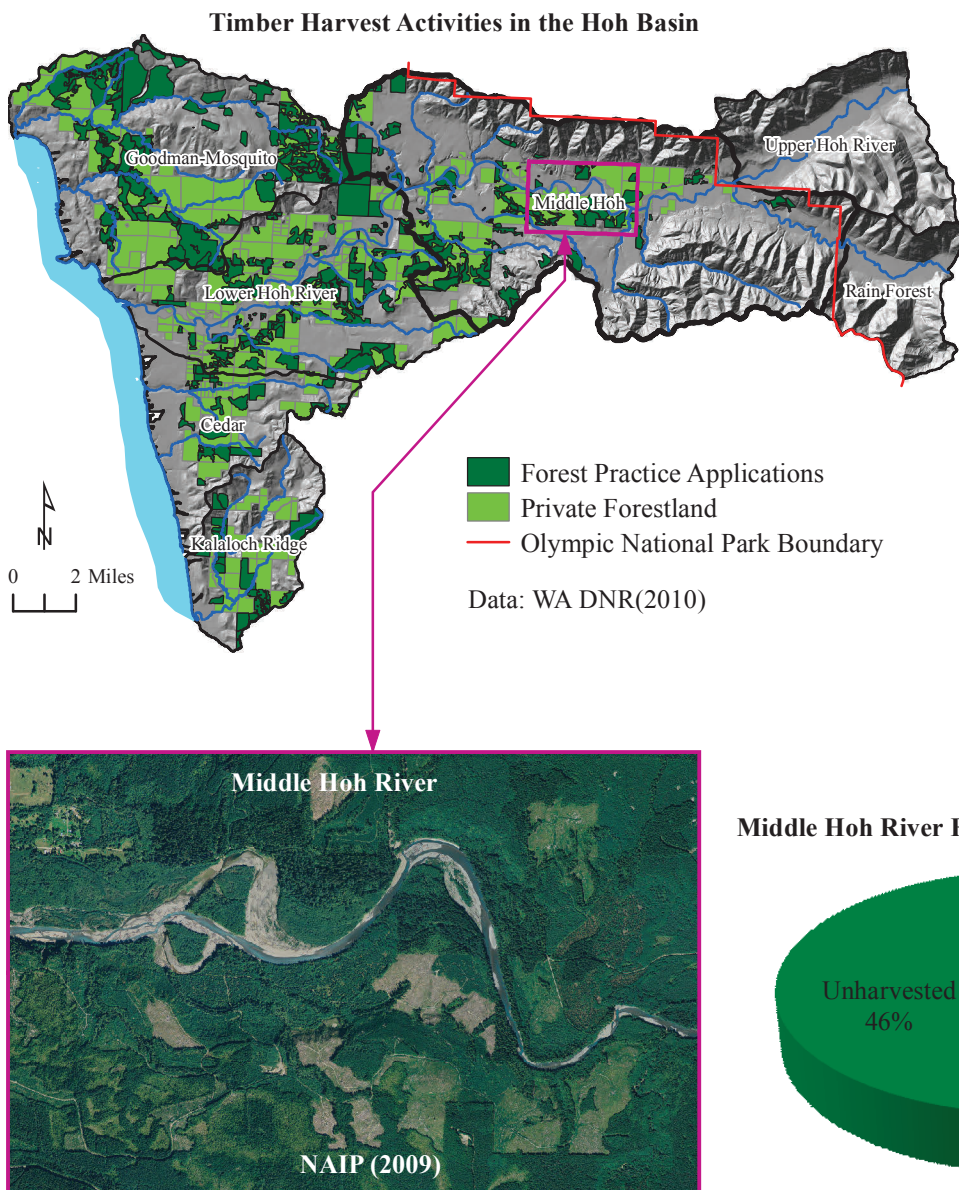 Timber Harvest Activities in the Hoh Basin
Upper Hoh River
Goodman-Mosquito
Middle Hoh
Rain Forest
Lower Hoh River
Cedar
Kalaloch Ridge
Forest Practice Applications
Private Forestland
Olympic National Park Boundary
N
0 2 Miles
Data: WA DNR(2010)
Middle Hoh River
NAIP (2009)
Middle Hoh River
Unharvested
46%